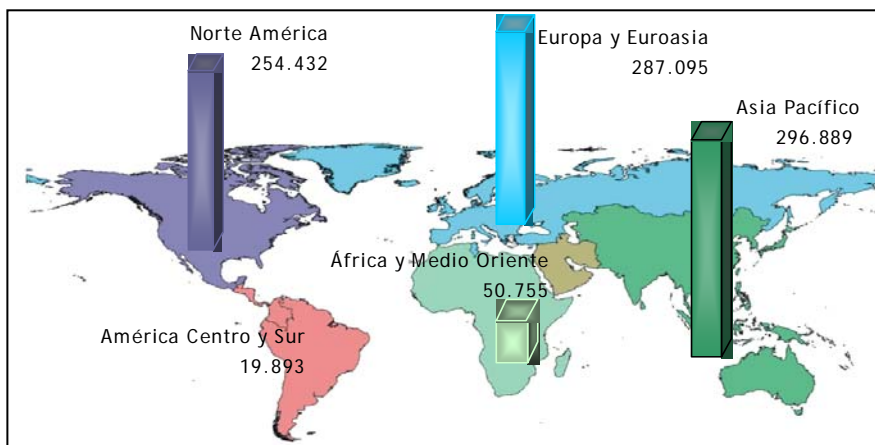 Norte América
254.432
Europa y Euroasia
287.095
Asia Pacífico
296.889
África y Medio Oriente
50.755
América Centro y Sur
19.893